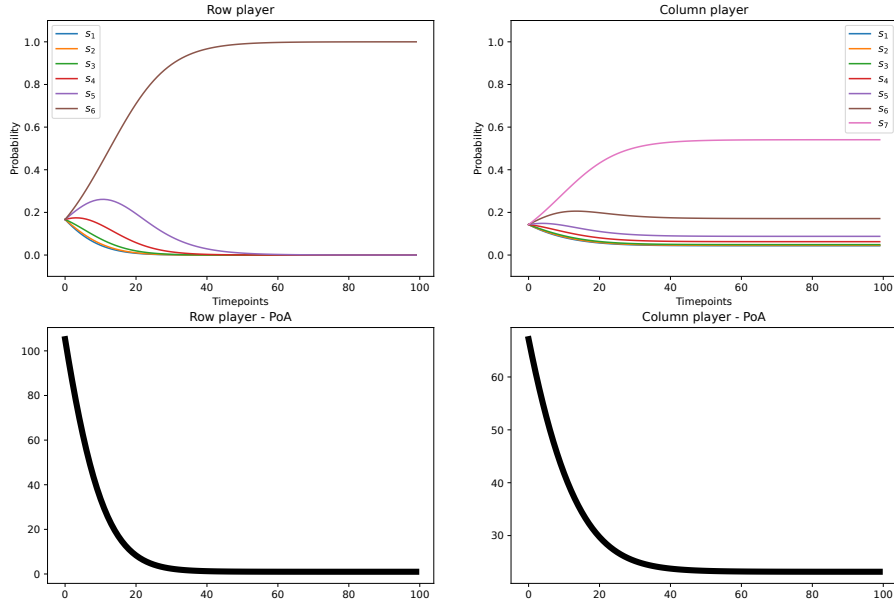 Row player
Column player
Probability
1.0
0.8
0.6
0.4
0.2
0.0
s1
s2
s3
s4
s5
s6
0
20
40
60
80
100
Timepoints
Probability
1.0
0.8
0.6
0.4
0.2
0.0
s1
s2
s3
s4
s5
s6
s7
0
20
40
60
80
100
Timepoints
Row player - PoA
100
80
60
40
20
0
0
20
40
60
80
100
Column player - PoA
60
50
40
30
0
20
40
60
80
100